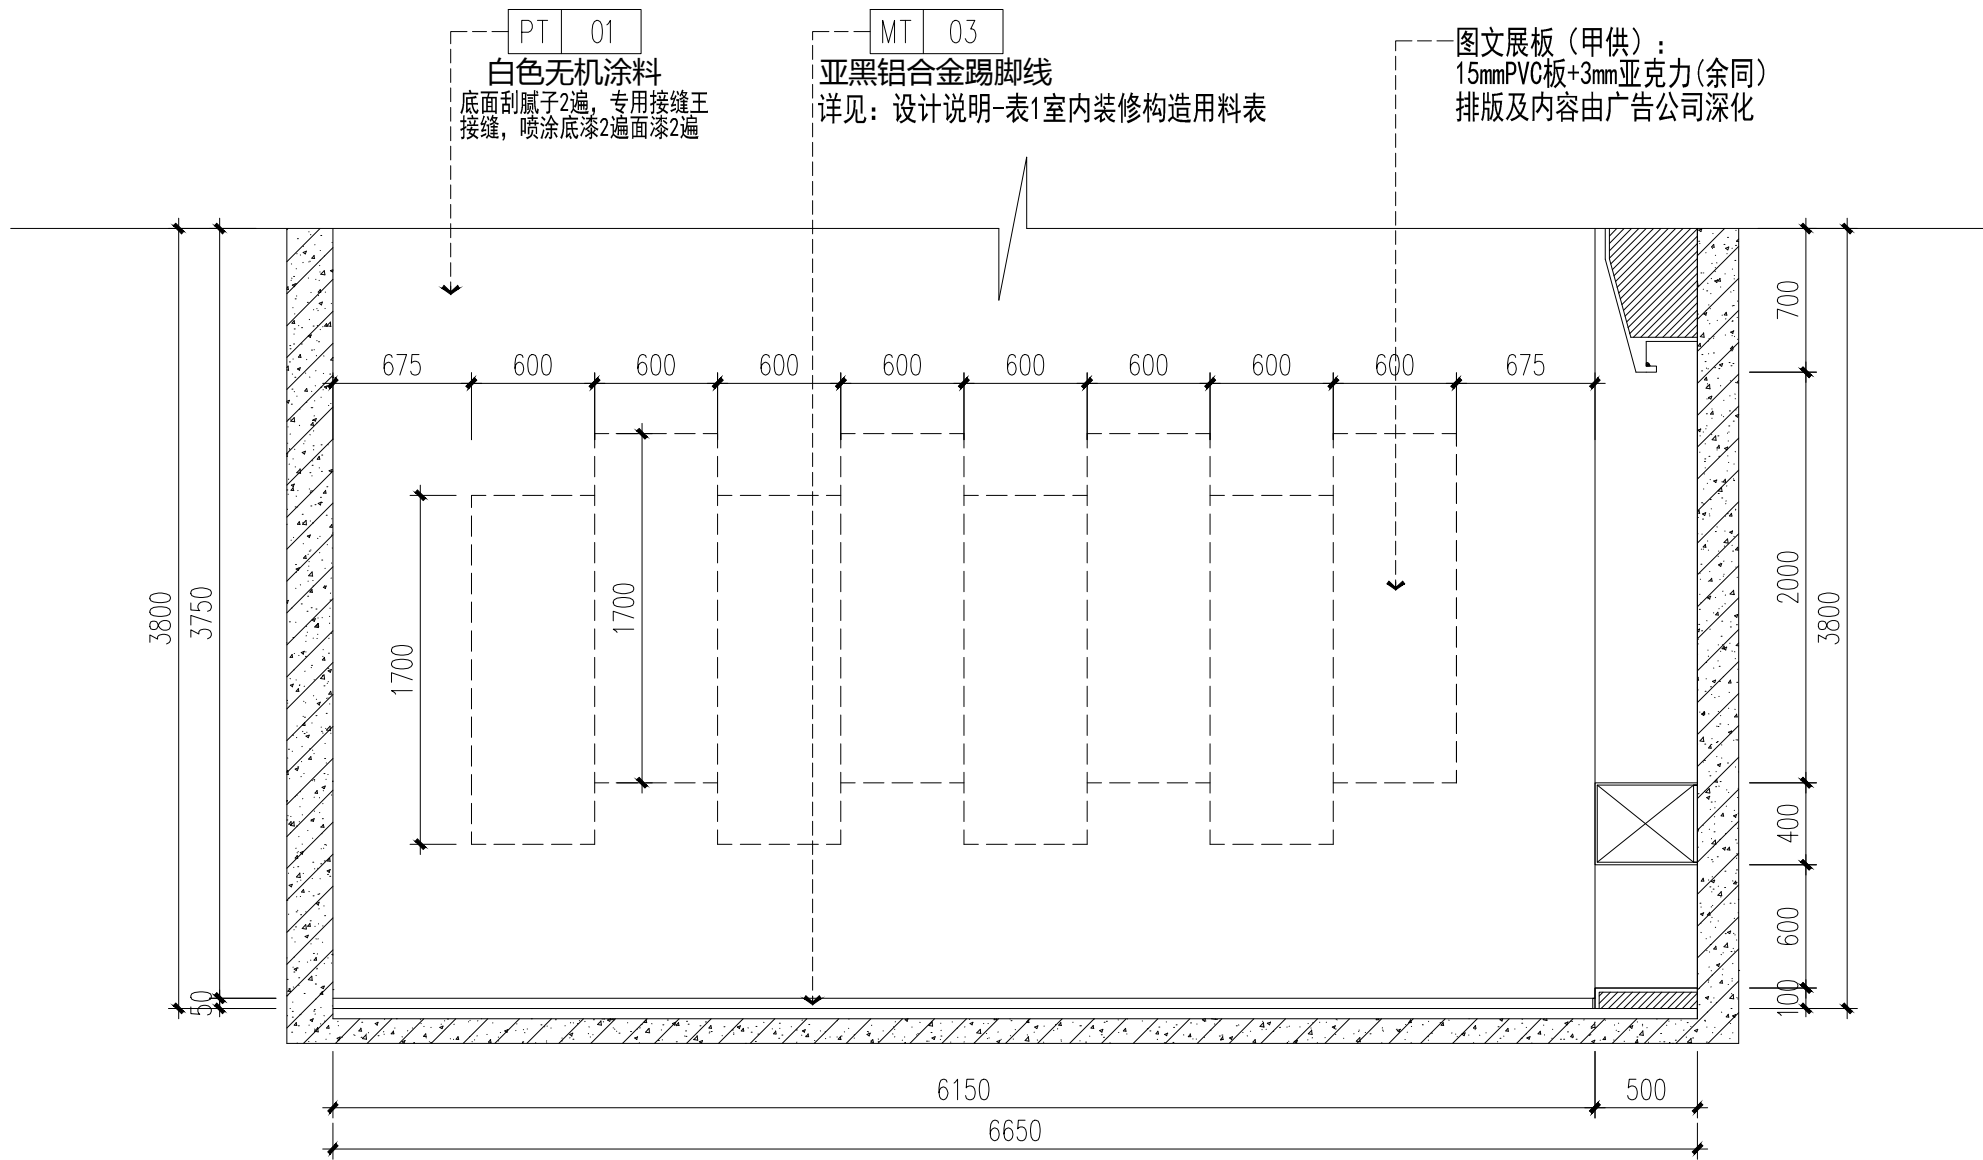 PT 01
白色无机涂料
底面刮腻子2遍，专用接缝王
接缝，喷涂底漆2遍面漆2遍
MT 03
亚黑铝合金踢脚线
详见：设计说明-表1室内装修构造用料表
图文展板（甲供）：
15mmPVC板+3mm亚克力(余同)
排版及内容由广告公司深化
675 600 600 600 600 600 600 600 600 675
3800
3750
50
1700
1700
700
2000
400
600
100
3800
6150 500
6650